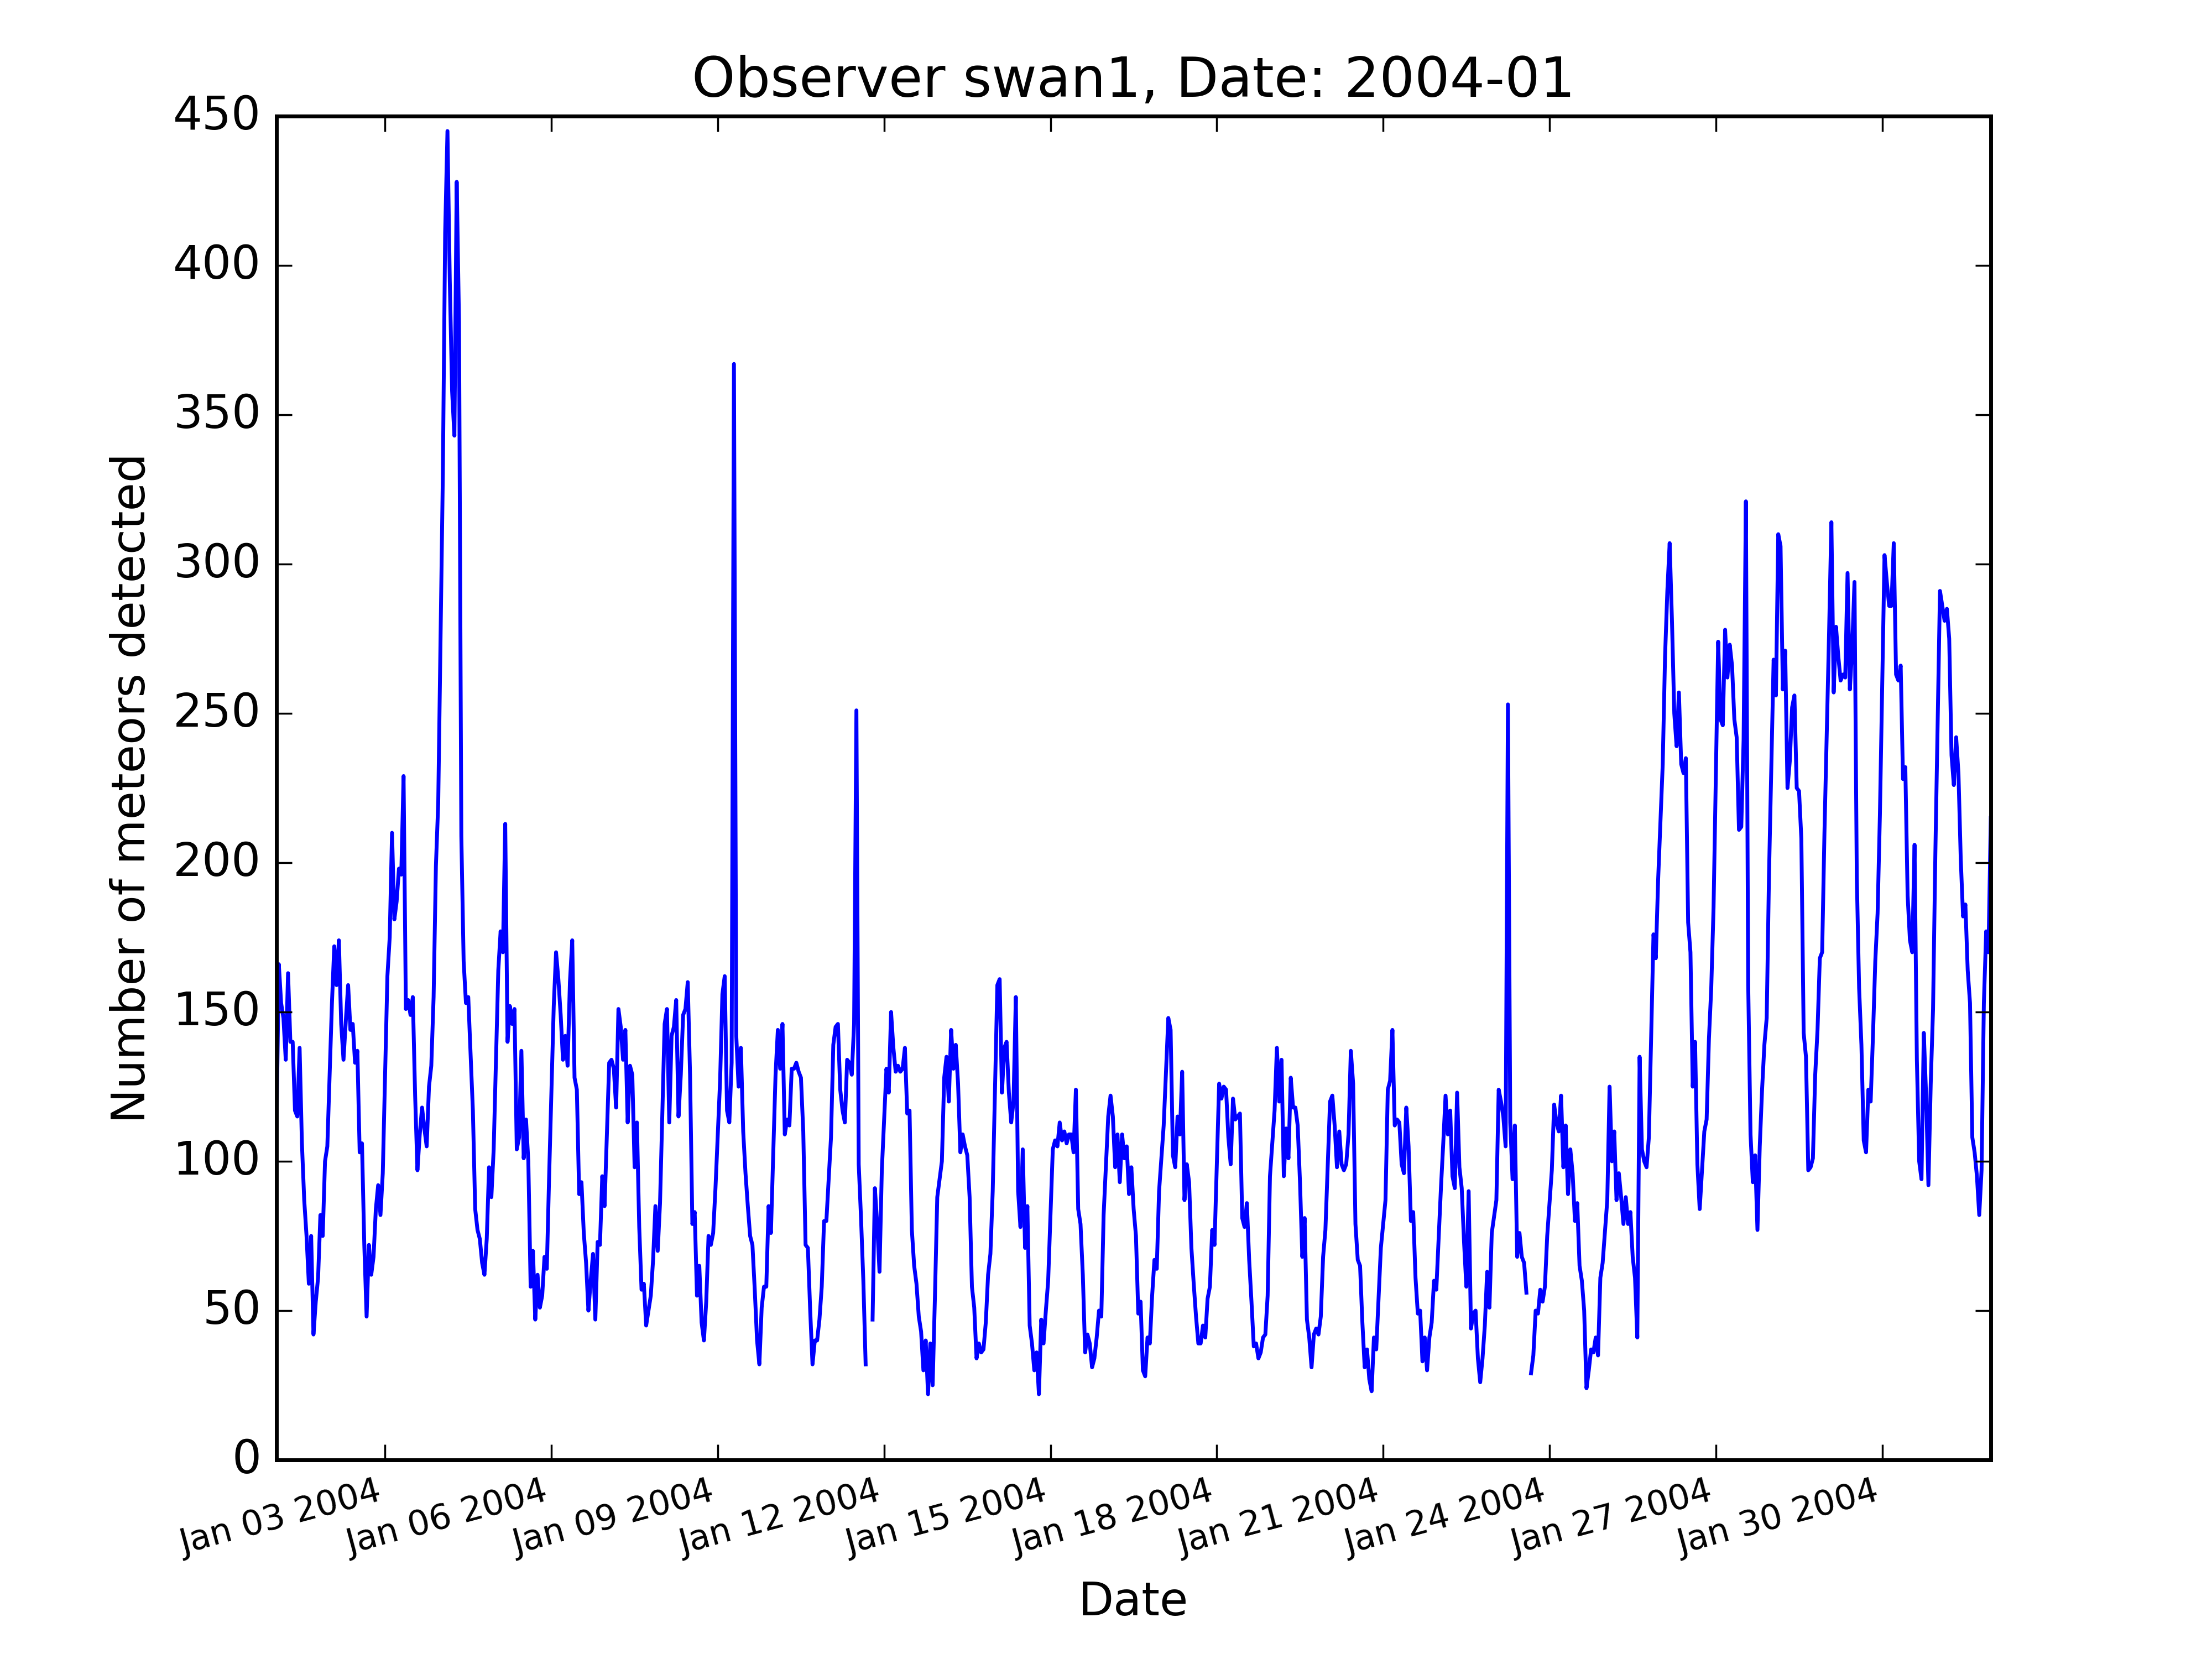 Observer swan1, Date: 2004-01
450
400
350
300
250
200
150
100
50
0
Number of meteors detected
Jan 03 2004
Jan 06 2004
Jan 09 2004
Jan 12 2004
Jan 15 2004
Jan 18 2004
Jan 21 2004
Jan 24 2004
Jan 27 2004
Jan 30 2004
Date